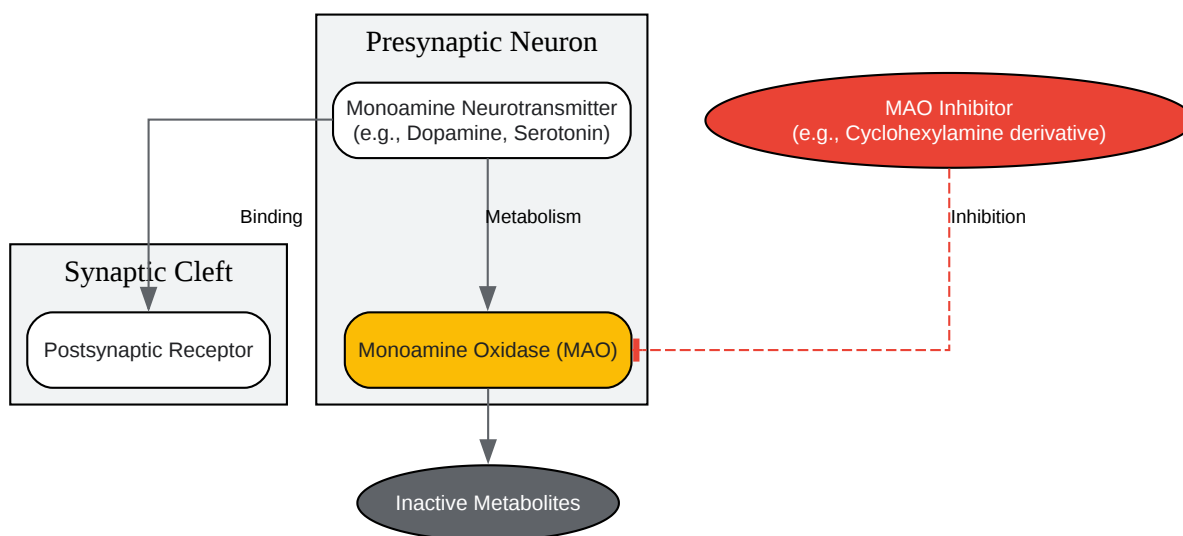 Presynaptic Neuron
Monoamine Neurotransmitter
(e.g., Dopamine, Serotonin)
MAO Inhibitor
(e.g., Cyclohexylamine derivative)
Binding
Metabolism
Inhibition
Synaptic Cleft
Postsynaptic Receptor
Monoamine Oxidase (MAO)
Inactive Metabolites